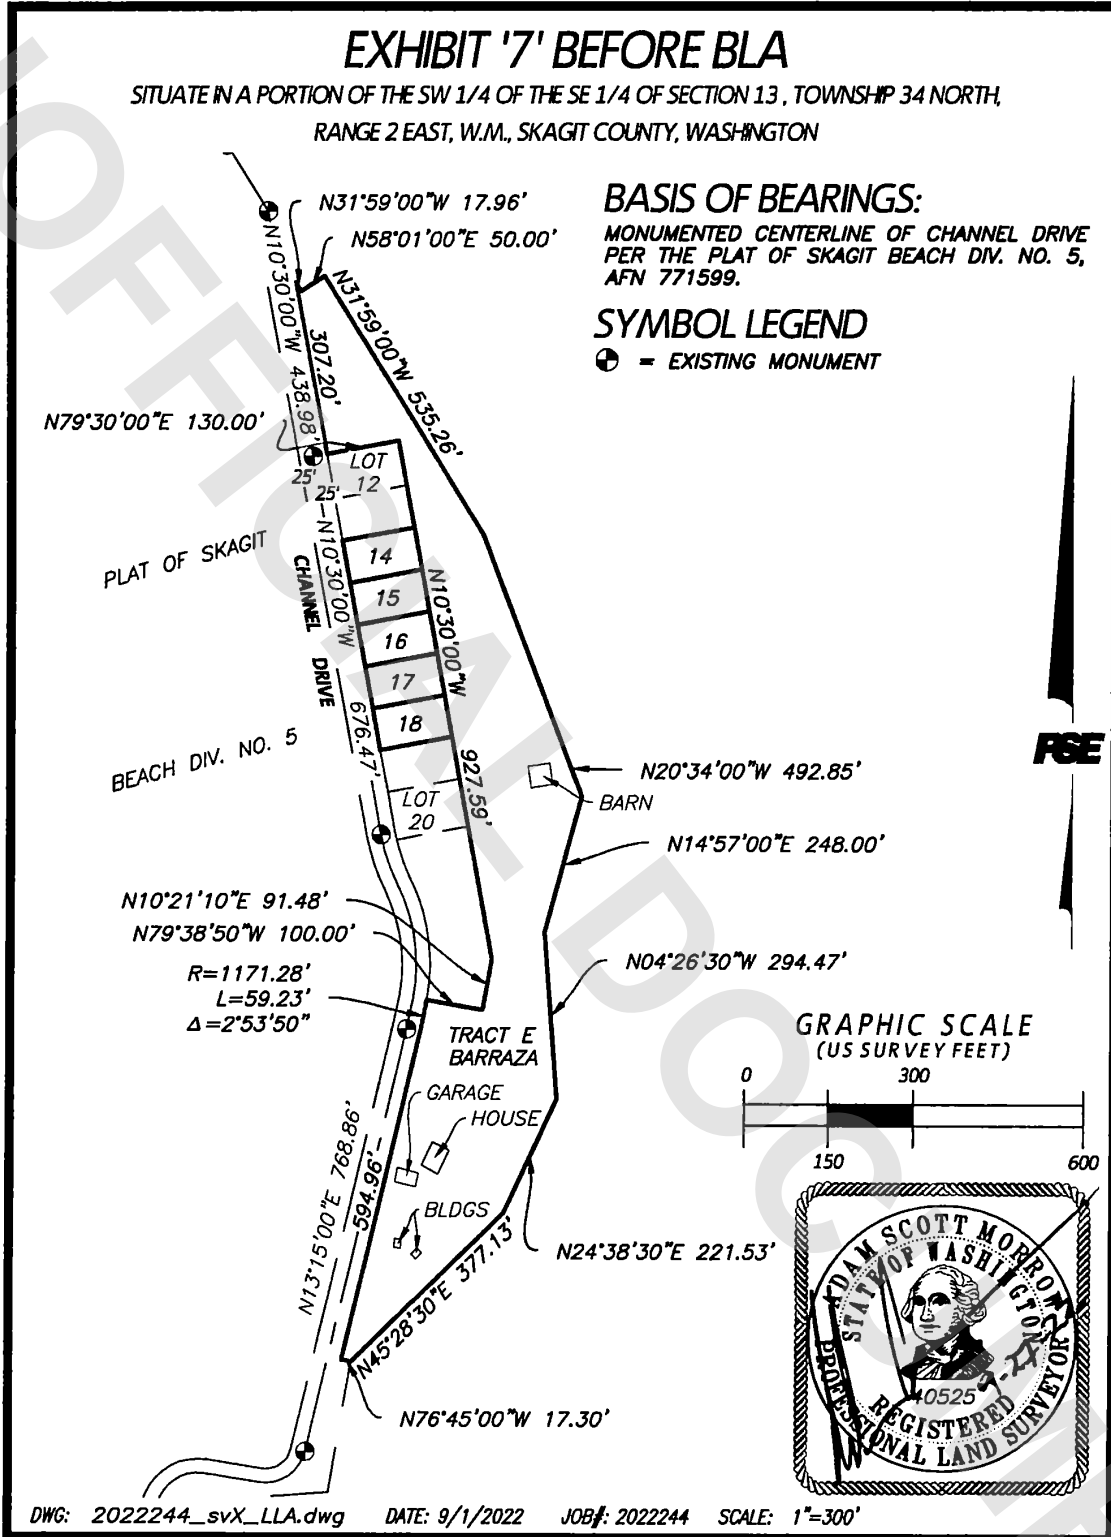 EXHIBIT '7' BEFORE BLA
SITUATE IN A PORTION OF THE SW 1/4 OF THE SE 1/4 OF SECTION 13 , TOWNSHIP 34 NORTH,
RANGE 2 EAST, W.M., SKAGIT COUNTY, WASHINGTON
N31°59'00"W 17.96'
N58°01'00"E 50.00'
BASIS OF BEARINGS:
MONUMENTED CENTERLINE OF CHANNEL DRIVE
PER THE PLAT OF SKAGIT BEACH DIV. NO. 5,
AFN 771599.
SYMBOL LEGEND
= EXISTING MONUMENT
N10°30'00"W 438.98'
307.20'
N31°59'00"W 535.26'
N79°30'00"E 130.00'
LOT
12
25'
25'
14
15
16
17
18
LOT
20
N10°30'00"W 676.47'
N10°30'00"W 927.59'
CHANNEL DRIVE
PLAT OF SKAGIT
BEACH DIV. NO. 5
PSE
N20°34'00"W 492.85'
BARN
N14°57'00"E 248.00'
N10°21'10"E 91.48'
N79°38'50"W 100.00'
R=1171.28'
L=59.23'
Δ=2°53'50"
N04°26'30"W 294.47'
TRACT E
BARRAZA
GARAGE
HOUSE
BLDGS
N13°15'00"E 768.86'
594.96'
N45°28'30"E 377.13'
N24°38'30"E 221.53'
N76°45'00"W 17.30'
GRAPHIC SCALE
(US SURVEY FEET)
0 300
150 600
ADAM SCOTT MORROW
STATE OF WASHINGTON
40525
REGISTERED
PROFESSIONAL LAND SURVEYOR
DWG: 2022244_svX_LLA.dwg DATE: 9/1/2022 JOB#: 2022244 SCALE: 1"=300'
UNOFFICIAL DOCUMENT